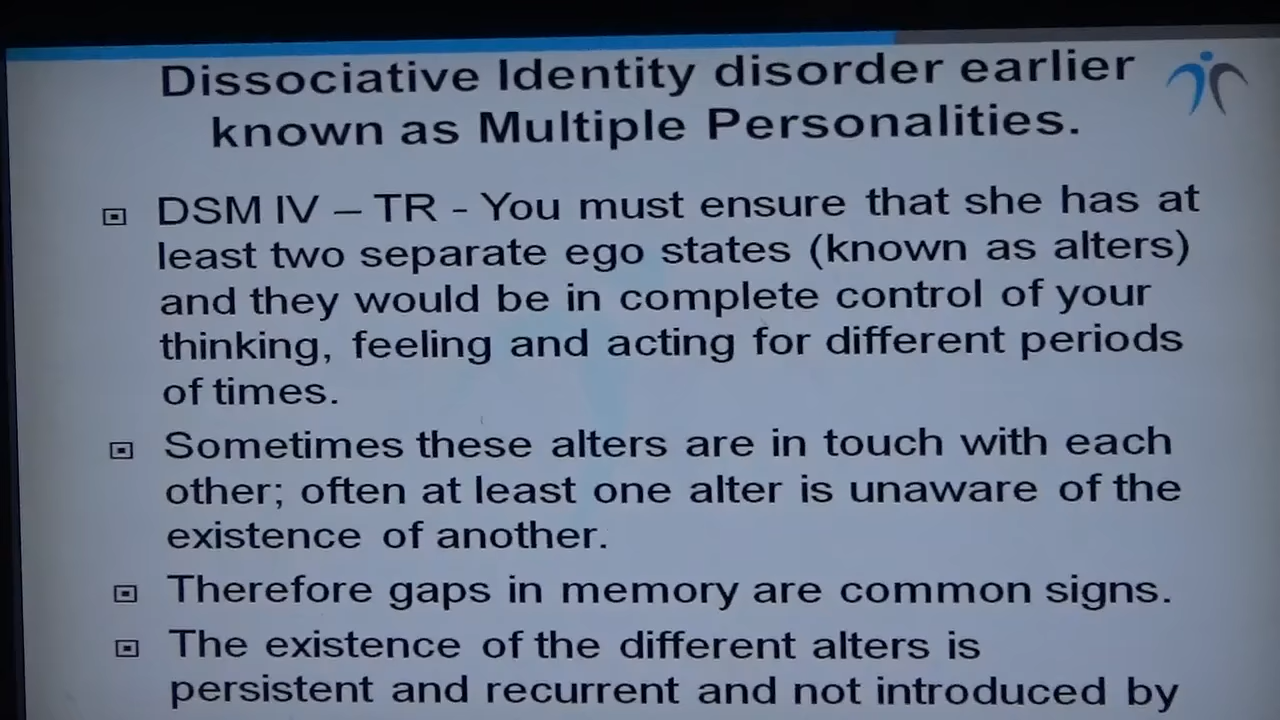 Dissociative Identity disorder earlier
known as Multiple Personalities.
DSM IV – TR - You must ensure that she has at
least two separate ego states (known as alters)
and they would be in complete control of your
thinking, feeling and acting for different periods
of times.
Sometimes these alters are in touch with each
other; often at least one alter is unaware of the
existence of another.
Therefore gaps in memory are common signs.
The existence of the different alters is
persistent and recurrent and not introduced by